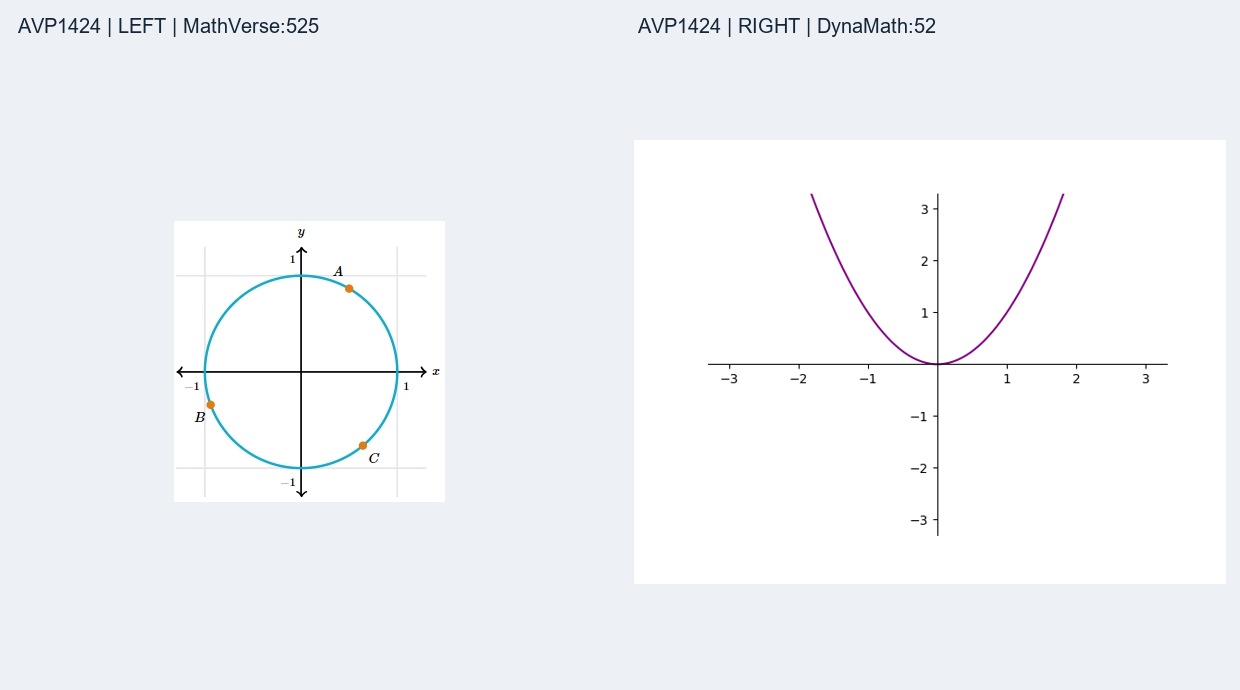 AVP1424 | LEFT | MathVerse:525
AVP1424 | RIGHT | DynaMath:52
y
1
A
x
−1
1
B
C
−1
3
2
1
−3 −2 −1 1 2 3
−1
−2
−3